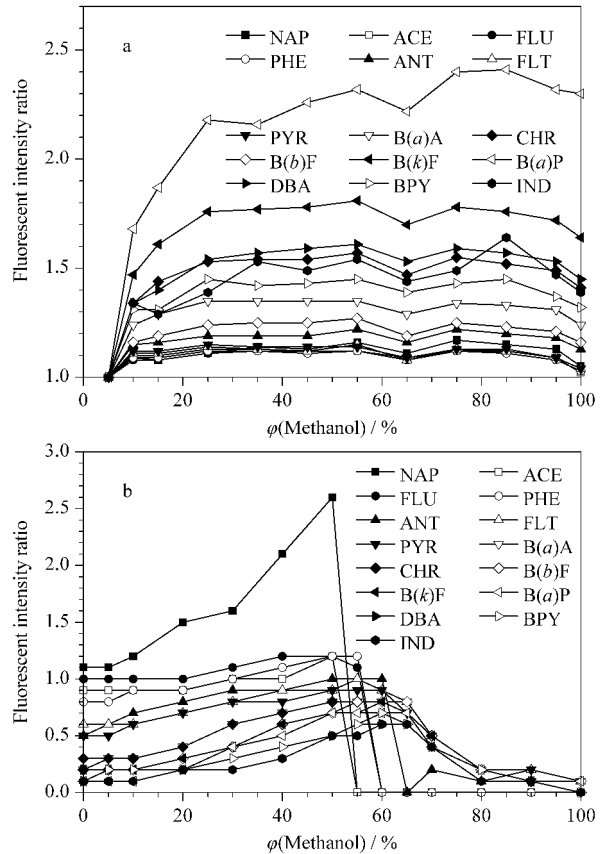 a
NAP ACE FLU
PHE ANT FLT
PYR B(a)A CHR
B(b)F B(k)F B(a)P
DBA BPY IND
Fluorescent intensity ratio
2.5
2.0
1.5
1.0
0 20 40 60 80 100
φ(Methanol) / %
b
NAP ACE
FLU PHE
ANT FLT
PYR B(a)A
CHR B(b)F
B(k)F B(a)P
DBA BPY
IND
Fluorescent intensity ratio
3.0
2.5
2.0
1.5
1.0
0.5
0.0
0 20 40 60 80 100
φ(Methanol) / %